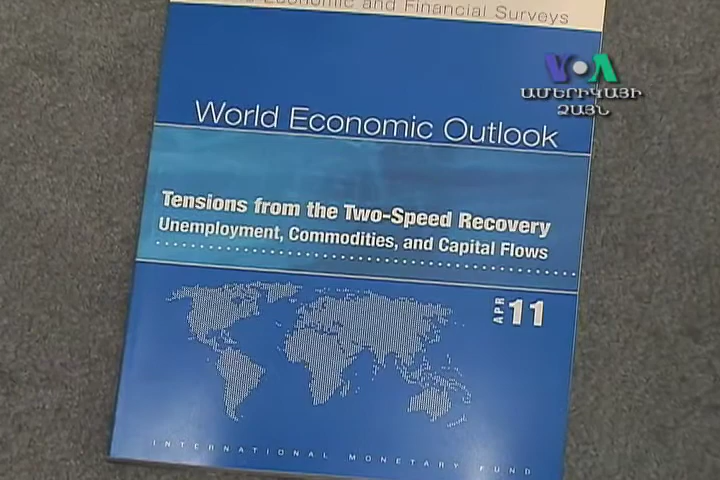 Economic and Financial Surveys
VOA
ԱՄԵՐԻԿԱՅԻ
ՁԱՅՆ
World Economic Outlook
Tensions from the Two-Speed Recovery
Unemployment, Commodities, and Capital Flows
APR 11
INTERNATIONAL MONETARY FUND